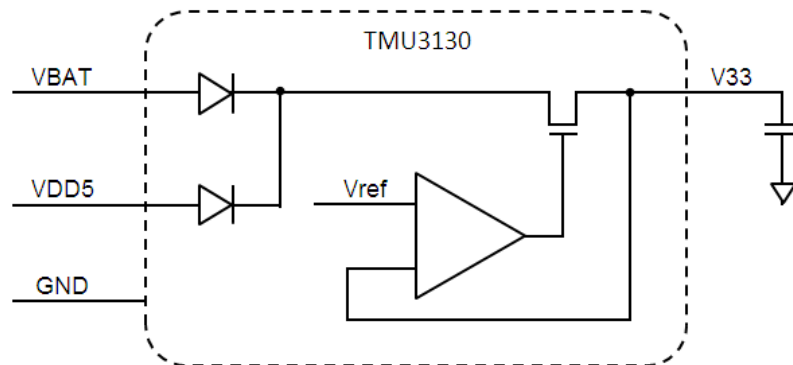 TMU3130
VBAT
V33
VDD5
Vref
GND